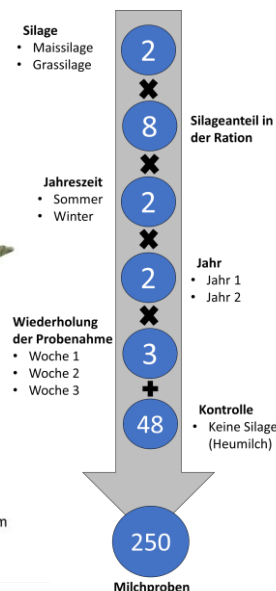 Silage
• Maissilage
• Grassilage
2
✖
8
Silageanteil in
der Ration
✖
Jahreszeit
• Sommer
• Winter
2
✖
2
Jahr
• Jahr 1
• Jahr 2
✖
Wiederholung
der Probenahme
• Woche 1
• Woche 2
• Woche 3
3
+
48
Kontrolle
• Keine Silage
(Heumilch)
m
250
Milchproben